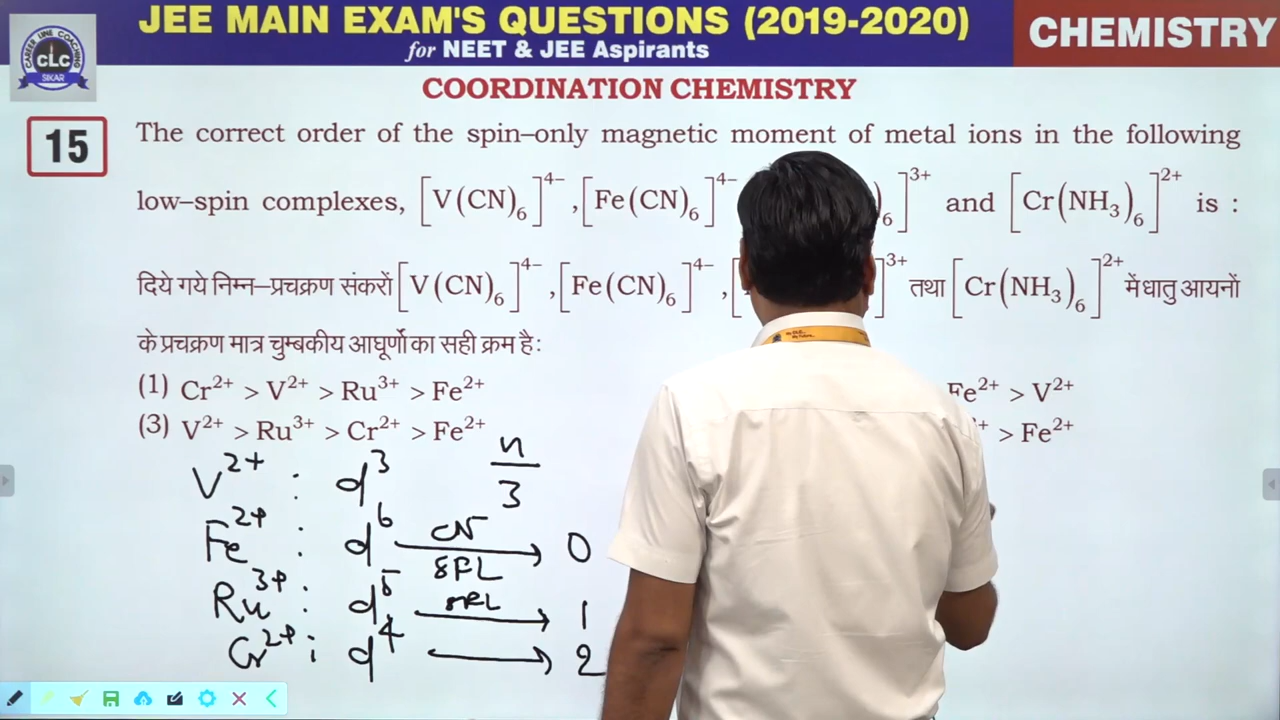 JEE MAIN EXAM'S QUESTIONS (2019-2020)
for NEET & JEE Aspirants
CHEMISTRY
CAREER LINE COACHING
CLC
SIKAR
COORDINATION CHEMISTRY
15
The correct order of the spin–only magnetic moment of metal ions in the following
low–spin complexes, [V(CN)₆]⁴⁻, [Fe(CN)₆]⁴⁻ ₆]³⁺ and [Cr(NH₃)₆]²⁺ is :
दिये गये निम्न–प्रचक्रण संकरों [V(CN)₆]⁴⁻, [Fe(CN)₆]⁴⁻, [ ]³⁺ तथा [Cr(NH₃)₆]²⁺ में धातु आयनों
के प्रचक्रण मात्र चुम्बकीय आघूर्णो का सही क्रम है :
(1) Cr²⁺ > V²⁺ > Ru³⁺ > Fe²⁺ Fe²⁺ > V²⁺
(3) V²⁺ > Ru³⁺ > Cr²⁺ > Fe²⁺ ⁺ > Fe²⁺
n
V²⁺ : d³ 3
Fe²⁺ : d⁶ CN⁻ SFL → 0
Ru³⁺ : d⁵ SFL → 1
Cr²⁺ : d⁴ → 2